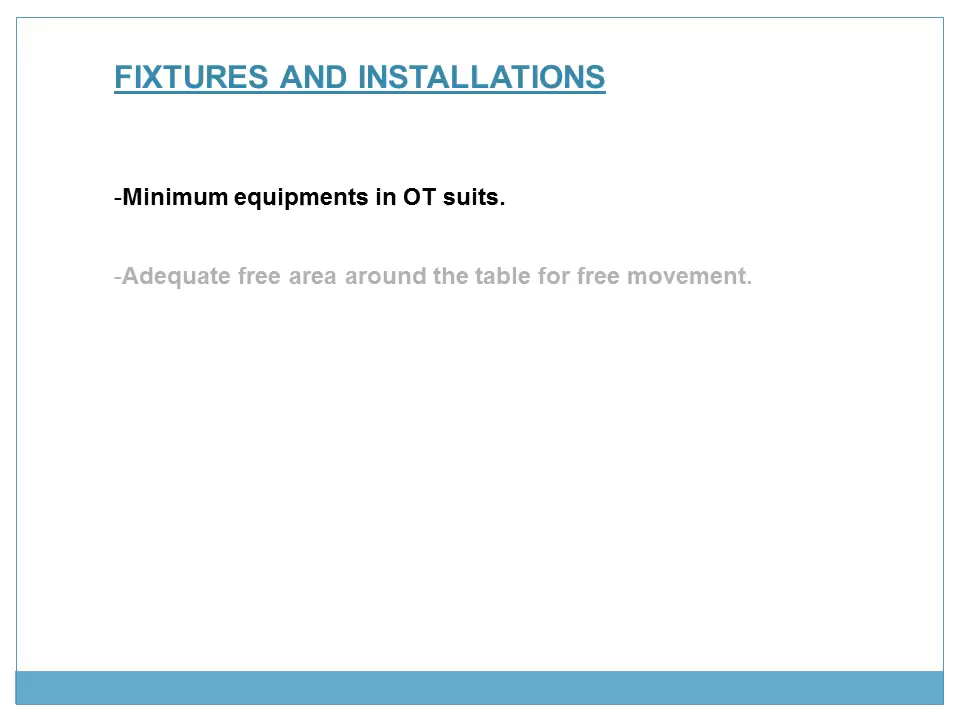 FIXTURES AND INSTALLATIONS
-Minimum equipments in OT suits.
-Adequate free area around the table for free movement.